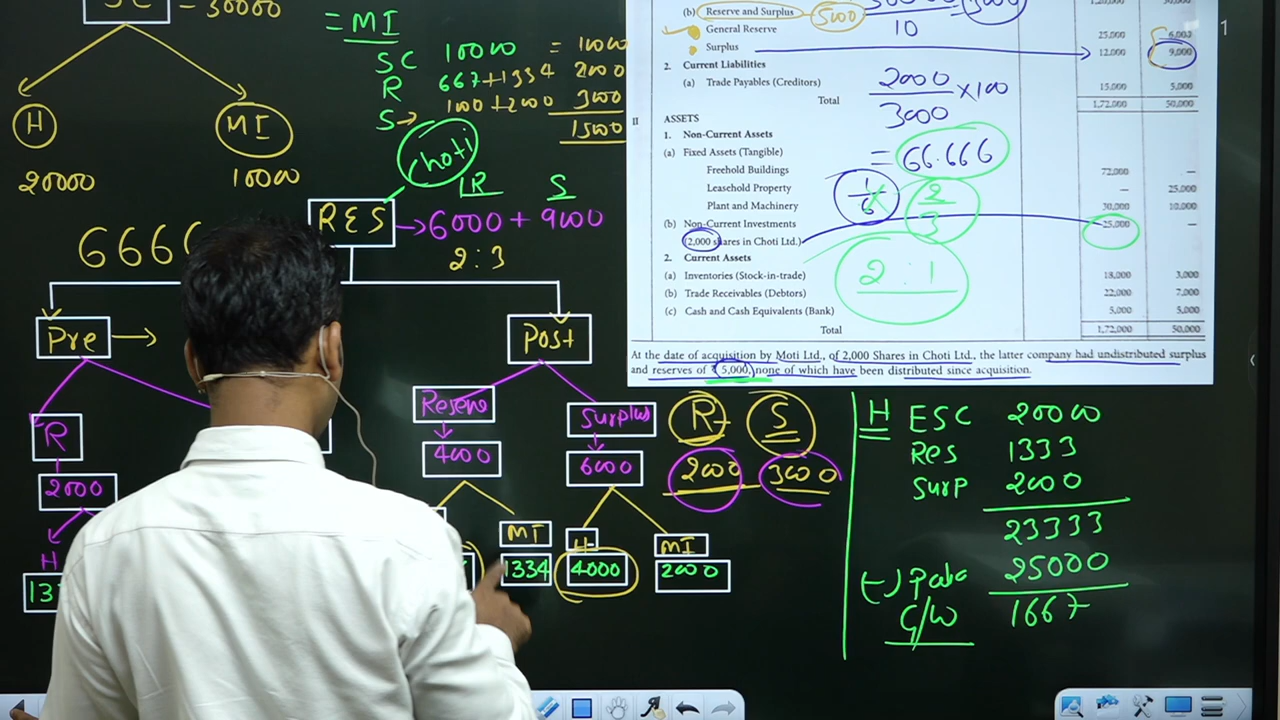 SC - 30000
H
MI
20000
10000
= MI
SC 10000 = 10000
R 667+1334 2000
S→ 1000+2000 3000
15000
Choti
R S
RES →6000 + 9000
2:3
6666
Pre →
Post
R
2000
H
Reserve
Surplus
4000
6000
MI
H
MI
1334
4000
2000
R S
2000 3000
(b) Reserve and Surplus 5000
10
General Reserve 25,000 6,000
Surplus 12,000 9,000
2. Current Liabilities
(a) Trade Payables (Creditors) 15,000 5,000
Total 1,72,000 50,000
2000
3000 ×100
= 66.666
1/6 × 2/3
2 : 1
II ASSETS
1. Non-Current Assets
(a) Fixed Assets (Tangible)
Freehold Buildings 72,000 —
Leasehold Property — 25,000
Plant and Machinery 30,000 10,000
(b) Non-Current Investments 25,000 —
(2,000 shares in Choti Ltd.)
2. Current Assets
(a) Inventories (Stock-in-trade) 18,000 3,000
(b) Trade Receivables (Debtors) 22,000 7,000
(c) Cash and Cash Equivalents (Bank) 5,000 5,000
Total 1,72,000 50,000
At the date of acquisition by Moti Ltd., of 2,000 Shares in Choti Ltd., the latter company had undistributed surplus
and reserves of ₹ 5,000, none of which have been distributed since acquisition.
H ESC 20000
Res 1333
Surp 2000
23333
(-) 25000
G/W 1667
1